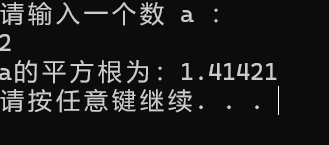 请输入一个数 a :
2
a的平方根为: 1.41421
请按任意键继续. . .